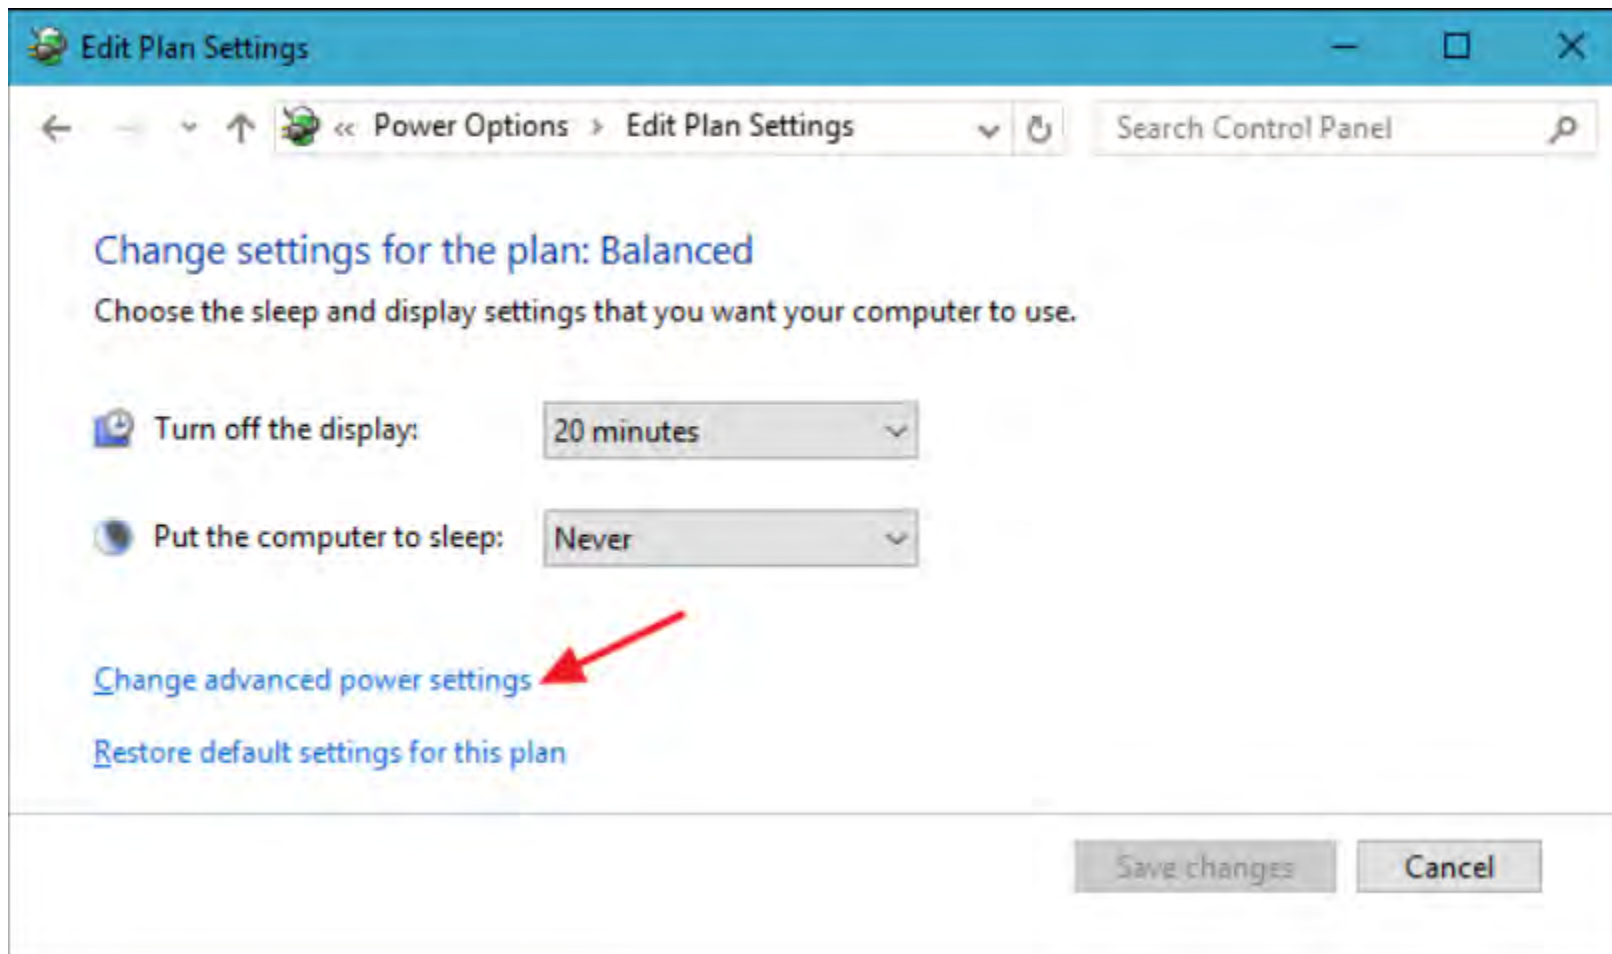 Edit Plan Settings
« Power Options > Edit Plan Settings
Search Control Panel
Change settings for the plan: Balanced
Choose the sleep and display settings that you want your computer to use.
Turn off the display: 20 minutes
Put the computer to sleep: Never
Change advanced power settings
Restore default settings for this plan
Save changes Cancel